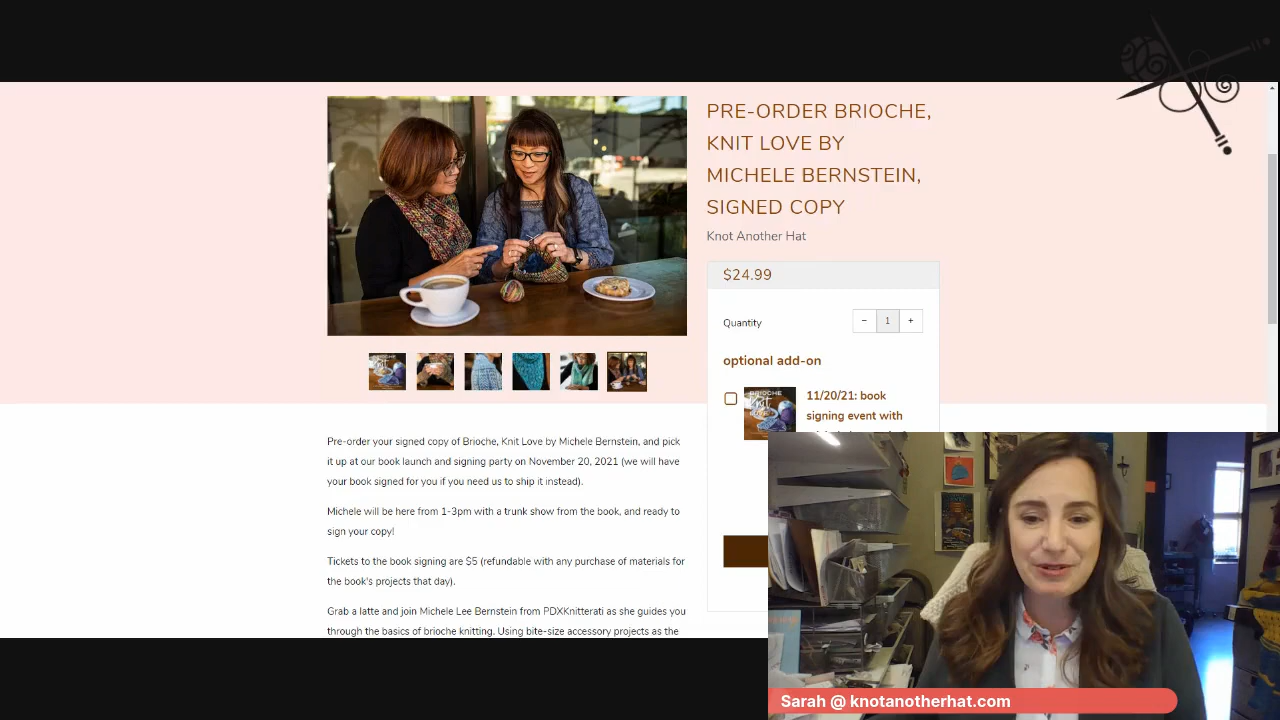 PRE-ORDER BRIOCHE,
KNIT LOVE BY
MICHELE BERNSTEIN,
SIGNED COPY
Knot Another Hat
$24.99
Quantity
− 1 +
optional add-on
11/20/21: book
signing event with
Pre-order your signed copy of Brioche, Knit Love by Michele Bernstein, and pick
it up at our book launch and signing party on November 20, 2021 (we will have
your book signed for you if you need us to ship it instead).
Michele will be here from 1-3pm with a trunk show from the book, and ready to
sign your copy!
Tickets to the book signing are $5 (refundable with any purchase of materials for
the book's projects that day).
Grab a latte and join Michele Lee Bernstein from PDXKnitterati as she guides you
through the basics of brioche knitting. Using bite-size accessory projects as the
Sarah @ knotanotherhat.com